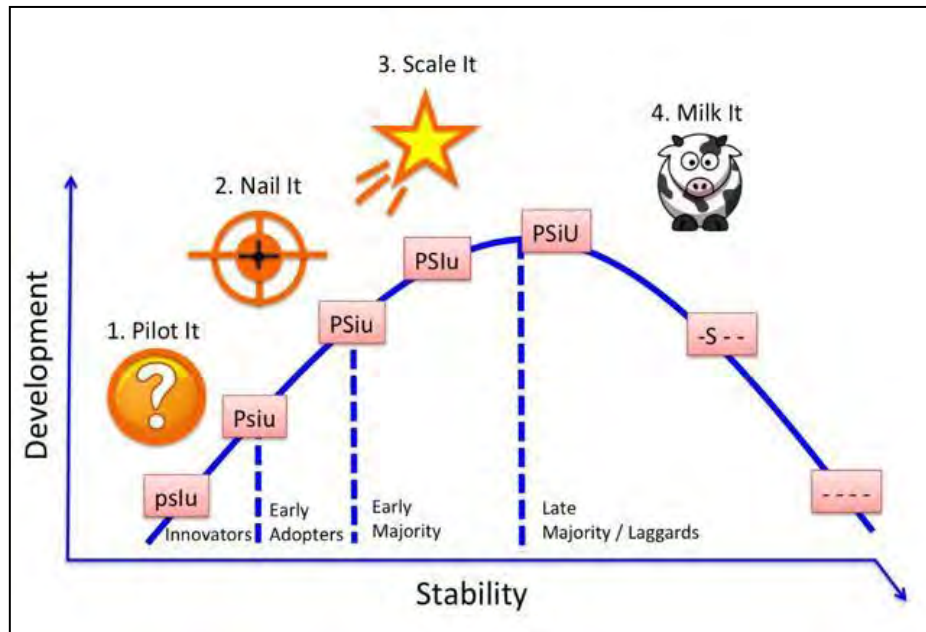 3. Scale It
4. Milk It
2. Nail It
PSiU
PSIu
PSiu
1. Pilot It
-S - -
Psiu
psIu
- - - -
Innovators
Early
Adopters
Early
Majority
Late
Majority / Laggards
Development
Stability